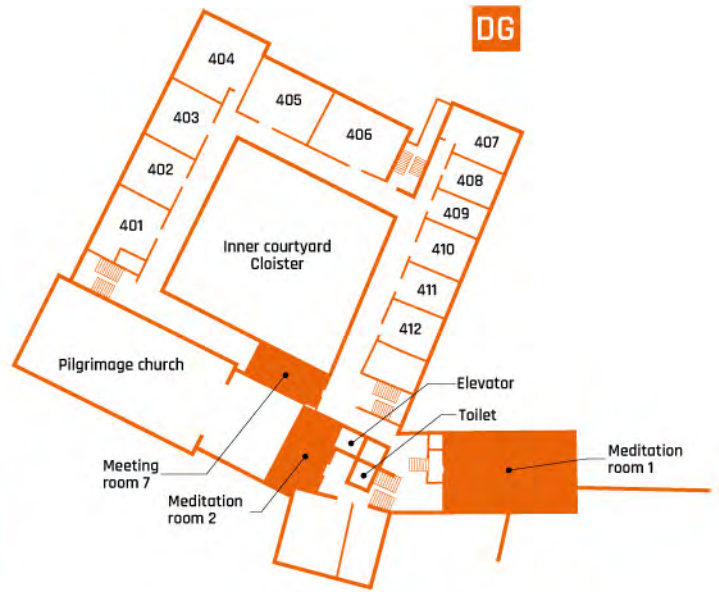 DG
404
405
403
406
407
402
408
409
401
410
Inner courtyard
Cloister
411
412
Pilgrimage church
Elevator
Toilet
Meeting
room 7
Meditation
room 1
Meditation
room 2